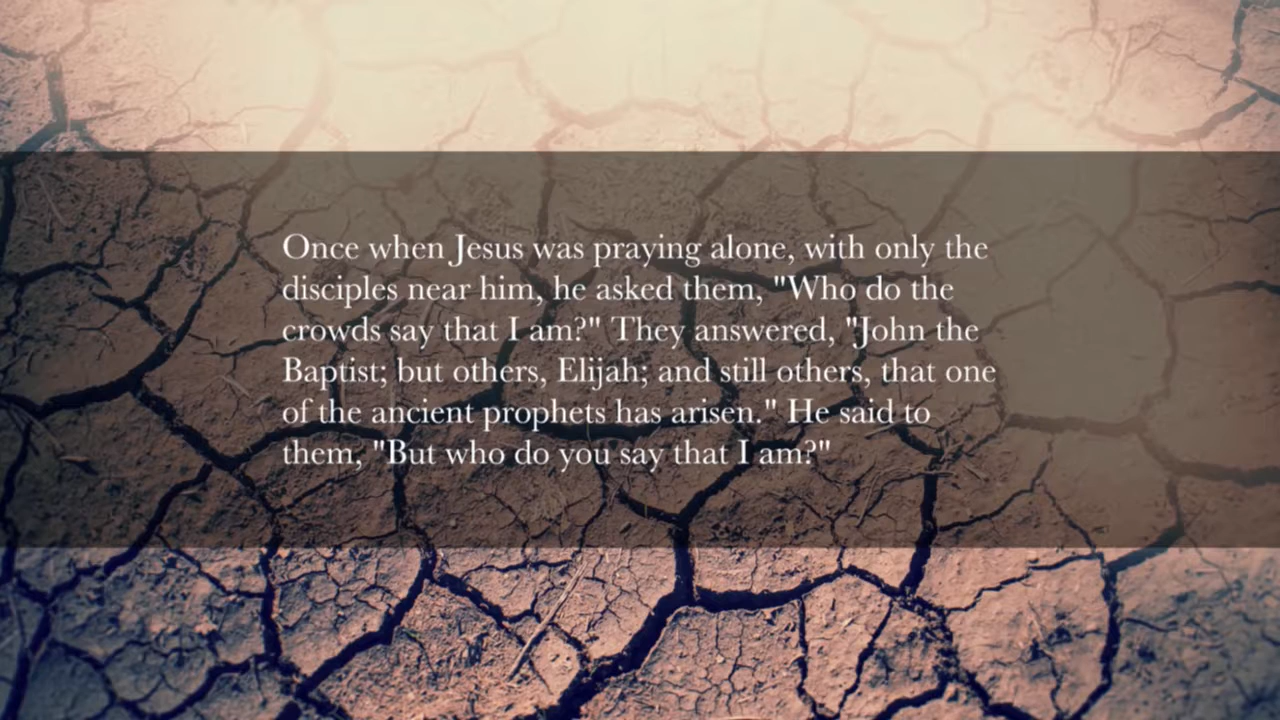 Once when Jesus was praying alone, with only the
disciples near him, he asked them, "Who do the
crowds say that I am?" They answered, "John the
Baptist; but others, Elijah; and still others, that one
of the ancient prophets has arisen." He said to
them, "But who do you say that I am?"